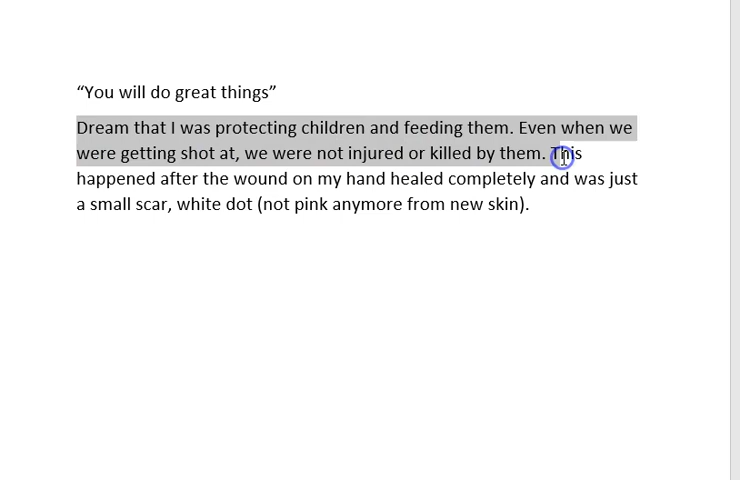 “You will do great things”
Dream that I was protecting children and feeding them. Even when we
were getting shot at, we were not injured or killed by them. This
happened after the wound on my hand healed completely and was just
a small scar, white dot (not pink anymore from new skin).